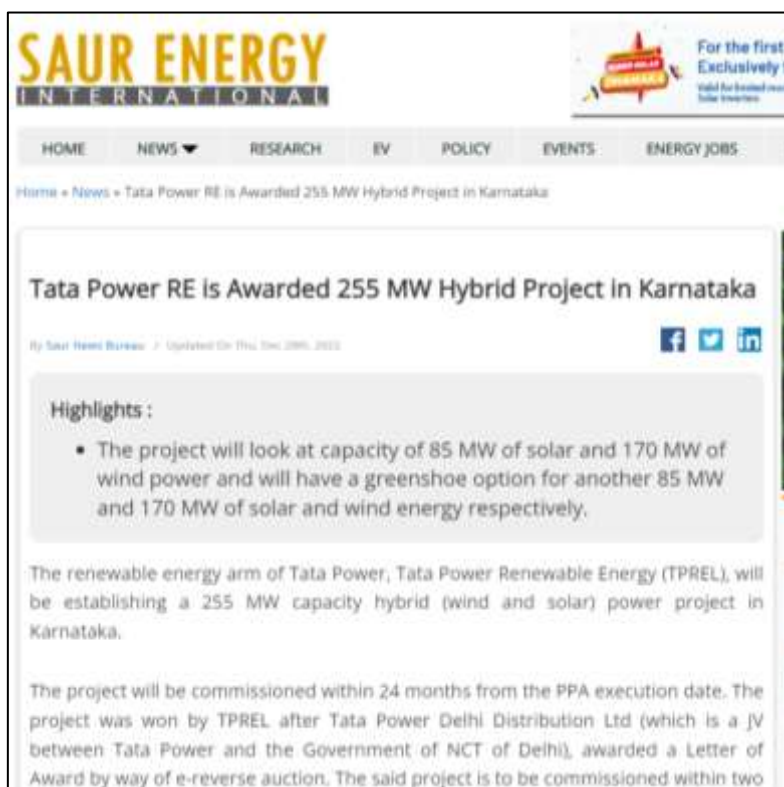 SAUR ENERGY
INTERNATIONAL
For the first
Exclusively
HOME NEWS RESEARCH EV POLICY EVENTS ENERGY JOBS
Home » News » Tata Power RE is Awarded 255 MW Hybrid Project in Karnataka
Tata Power RE is Awarded 255 MW Hybrid Project in Karnataka
By Saur News Bureau / Updated On Thu, Dec 29th, 2022
f in
Highlights :
• The project will look at capacity of 85 MW of solar and 170 MW of
wind power and will have a greenshoe option for another 85 MW
and 170 MW of solar and wind energy respectively.
The renewable energy arm of Tata Power, Tata Power Renewable Energy (TPREL), will
be establishing a 255 MW capacity hybrid (wind and solar) power project in
Karnataka.
The project will be commissioned within 24 months from the PPA execution date. The
project was won by TPREL after Tata Power Delhi Distribution Ltd (which is a JV
between Tata Power and the Government of NCT of Delhi), awarded a Letter of
Award by way of e-reverse auction. The said project is to be commissioned within two